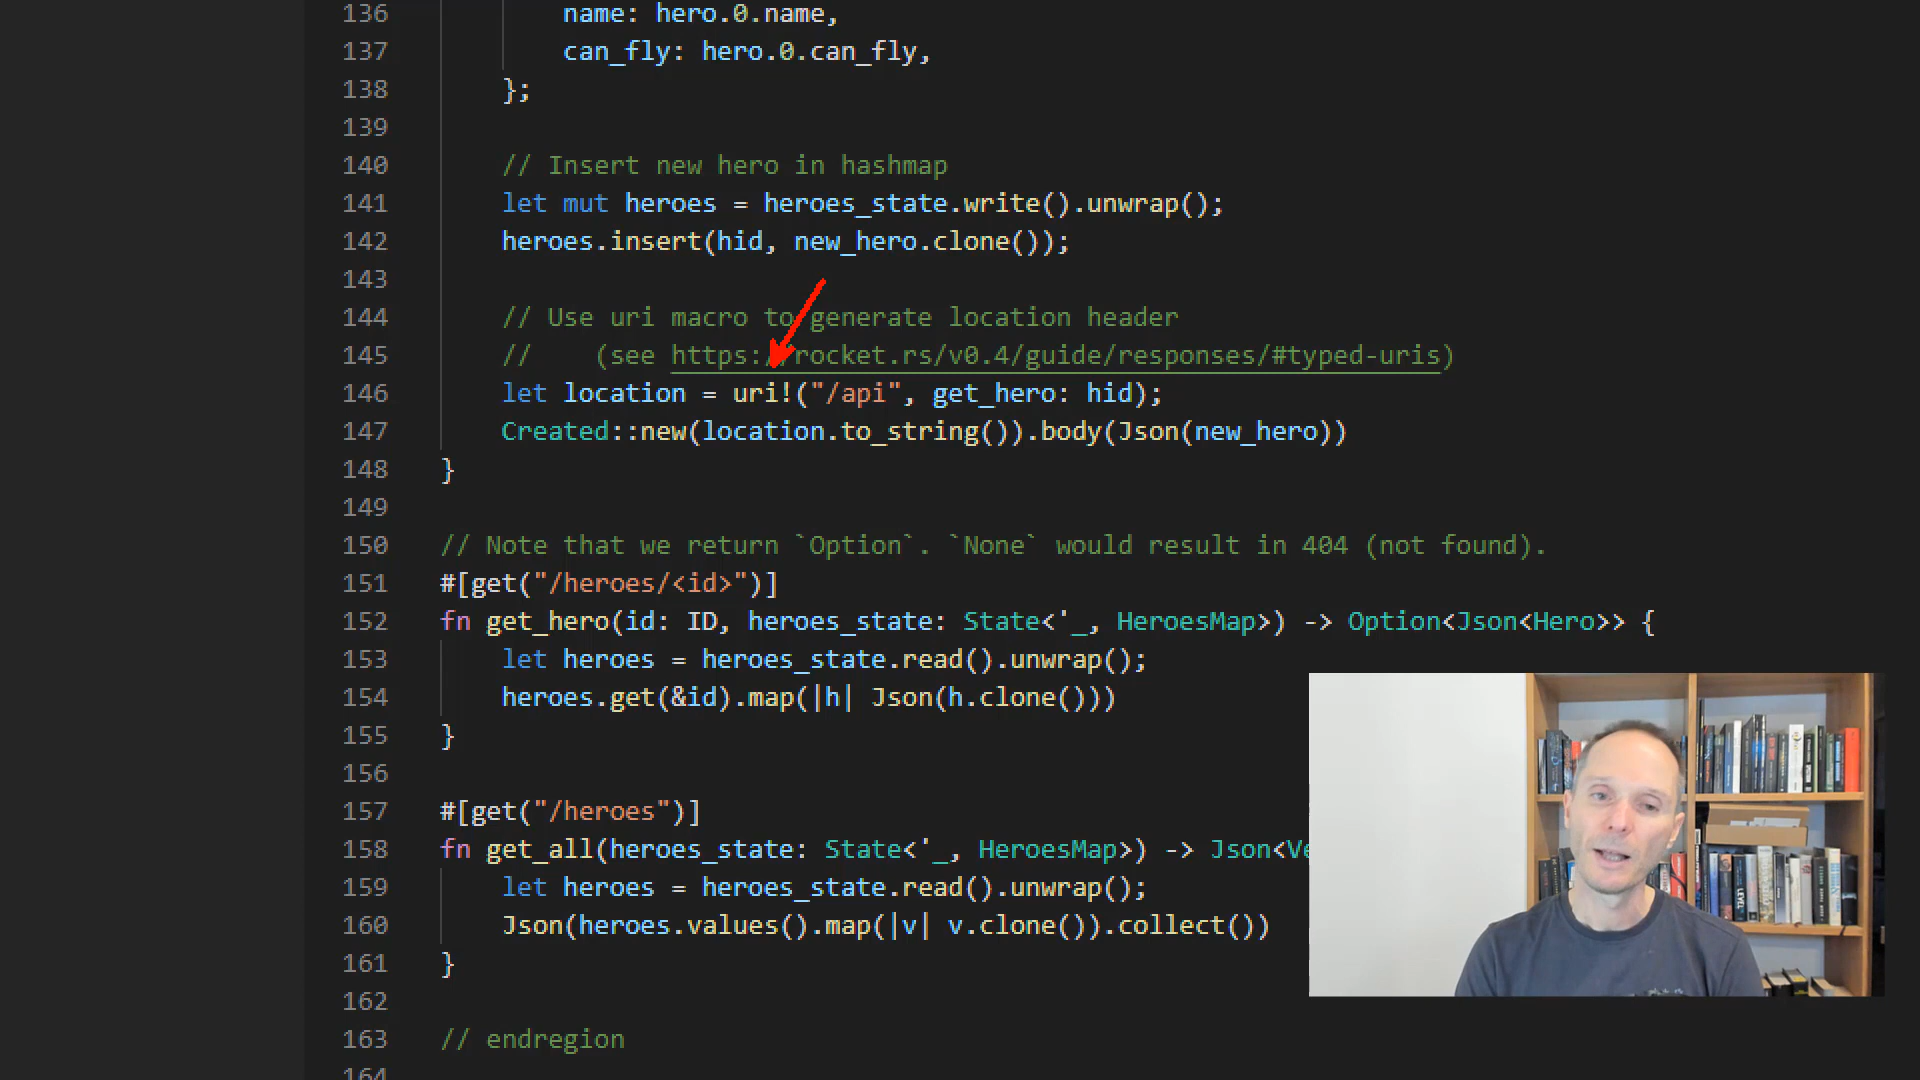 136 name: hero.0.name,
137 can_fly: hero.0.can_fly,
138 };
139
140 // Insert new hero in hashmap
141 let mut heroes = heroes_state.write().unwrap();
142 heroes.insert(hid, new_hero.clone());
143
144 // Use uri macro to generate location header
145 // (see https://rocket.rs/v0.4/guide/responses/#typed-uris)
146 let location = uri!("/api", get_hero: hid);
147 Created::new(location.to_string()).body(Json(new_hero))
148 }
149
150 // Note that we return `Option`. `None` would result in 404 (not found).
151 #[get("/heroes/<id>")]
152 fn get_hero(id: ID, heroes_state: State<'_, HeroesMap>) -> Option<Json<Hero>> {
153 let heroes = heroes_state.read().unwrap();
154 heroes.get(&id).map(|h| Json(h.clone()))
155 }
156
157 #[get("/heroes")]
158 fn get_all(heroes_state: State<'_, HeroesMap>) -> Json<Ve
159 let heroes = heroes_state.read().unwrap();
160 Json(heroes.values().map(|v| v.clone()).collect())
161 }
162
163 // endregion
164